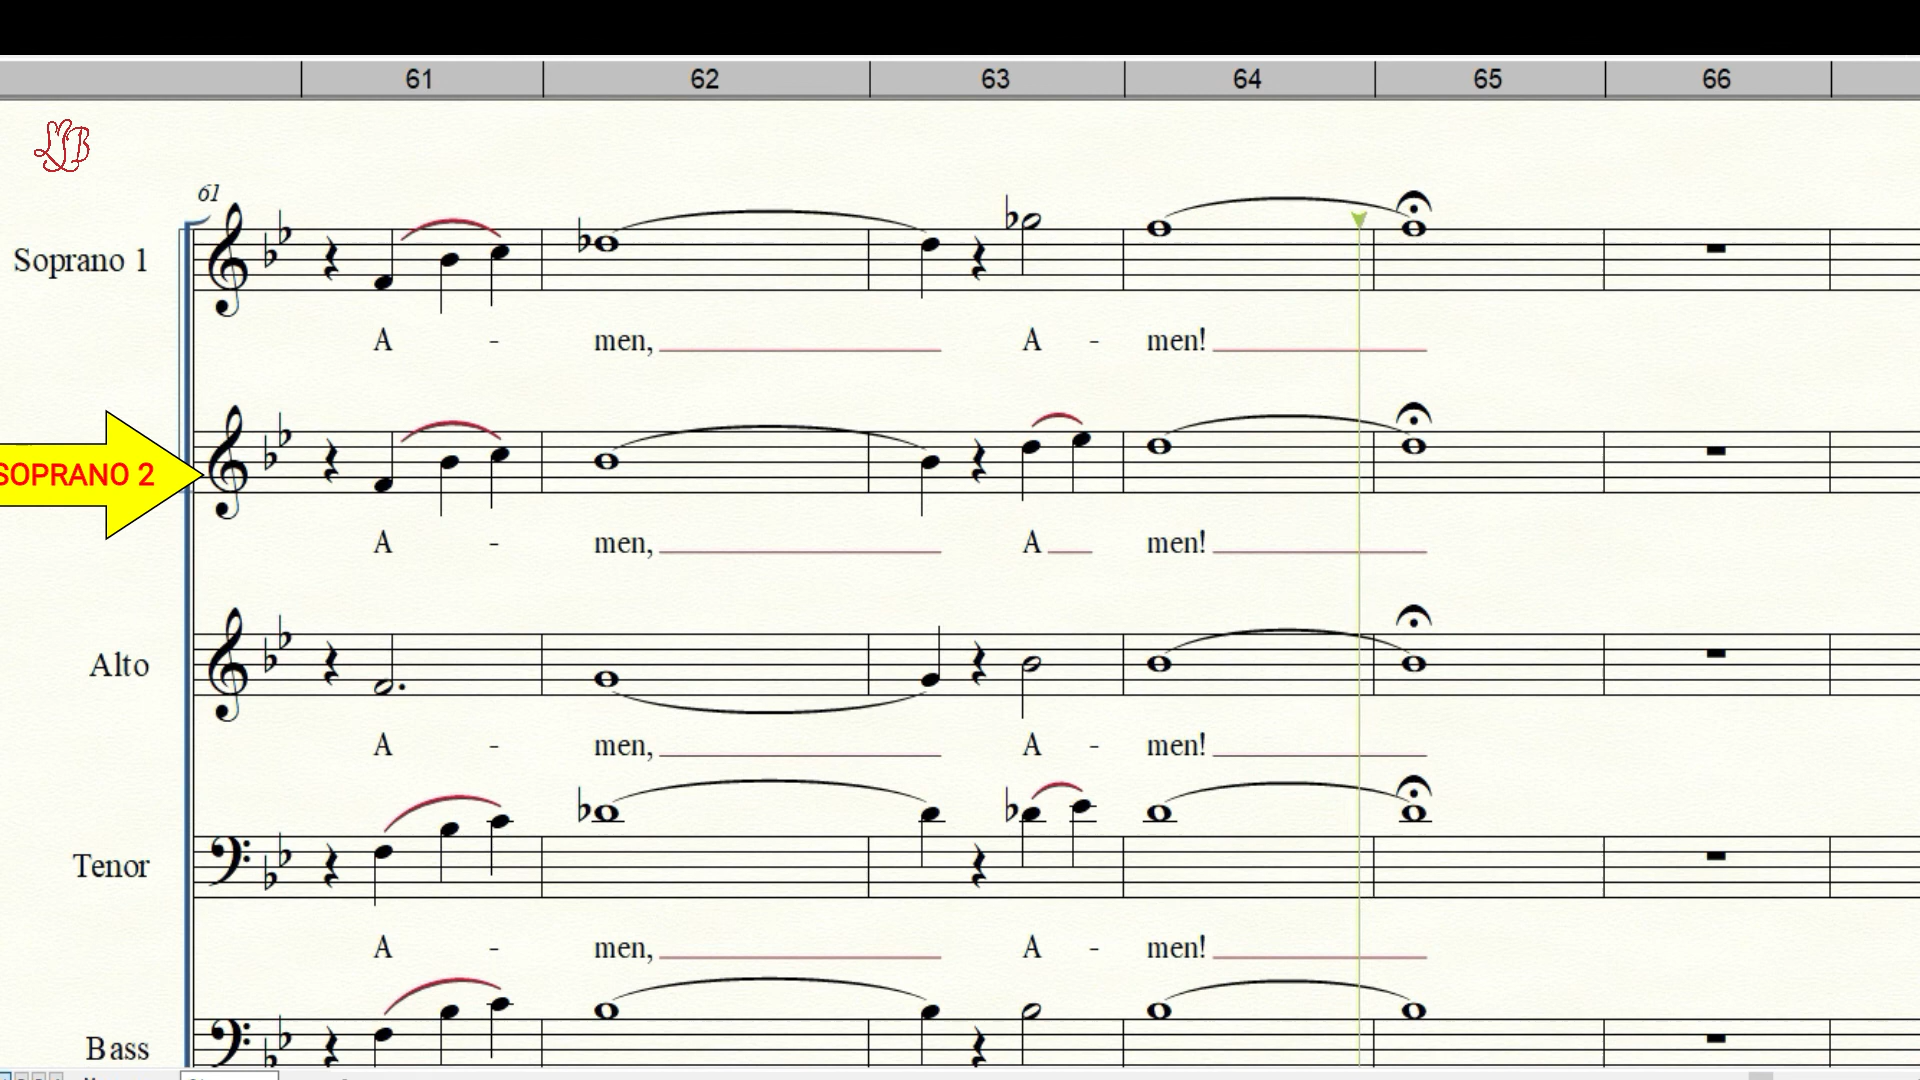 61 62 63 64 65 66
LSB
61
Soprano 1
A - men, A - men!
SOPRANO 2
A - men, A men!
Alto
A - men, A - men!
Tenor
A - men, A - men!
Bass